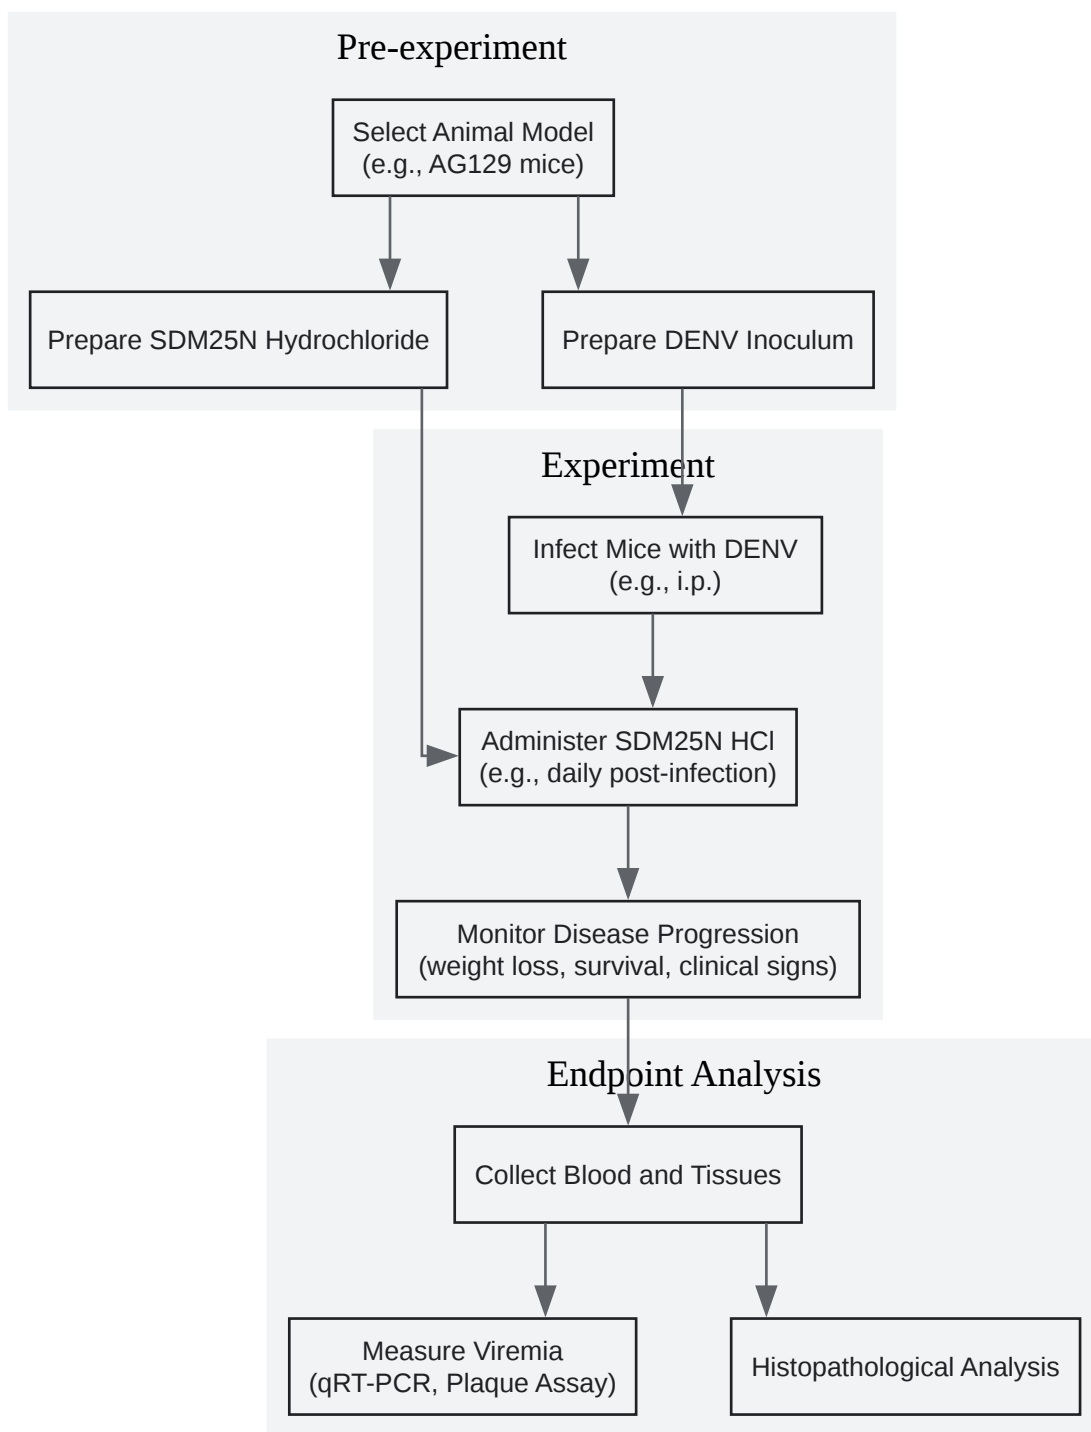 Pre-experiment
Select Animal Model
(e.g., AG129 mice)
Prepare SDM25N Hydrochloride
Prepare DENV Inoculum
Experiment
Infect Mice with DENV
(e.g., i.p.)
Administer SDM25N HCl
(e.g., daily post-infection)
Monitor Disease Progression
(weight loss, survival, clinical signs)
Endpoint Analysis
Collect Blood and Tissues
Measure Viremia
(qRT-PCR, Plaque Assay)
Histopathological Analysis